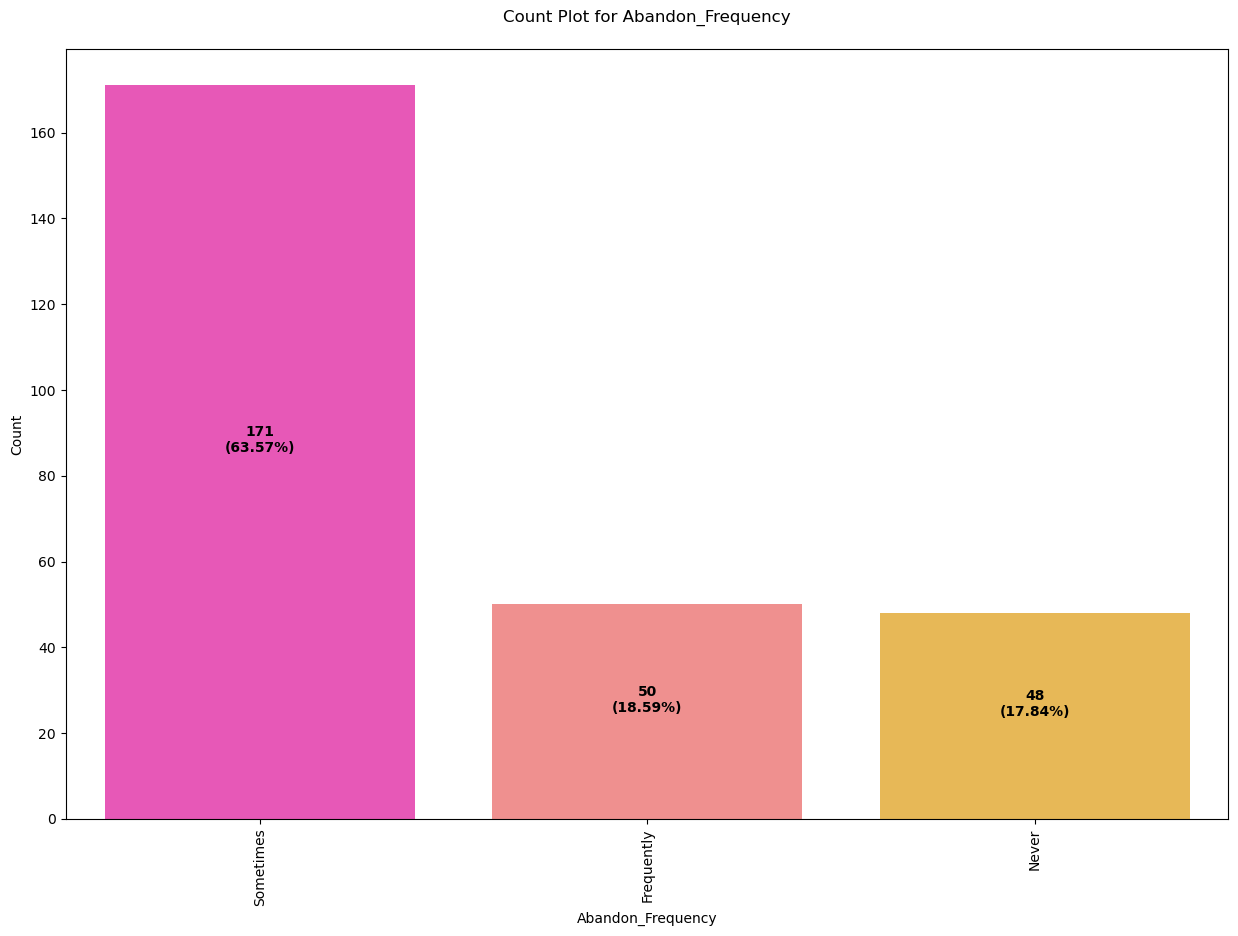 Count Plot for Abandon_Frequency
Count
160
140
120
100
80
60
40
20
0
171
(63.57%)
50
(18.59%)
48
(17.84%)
Sometimes
Frequently
Never
Abandon_Frequency